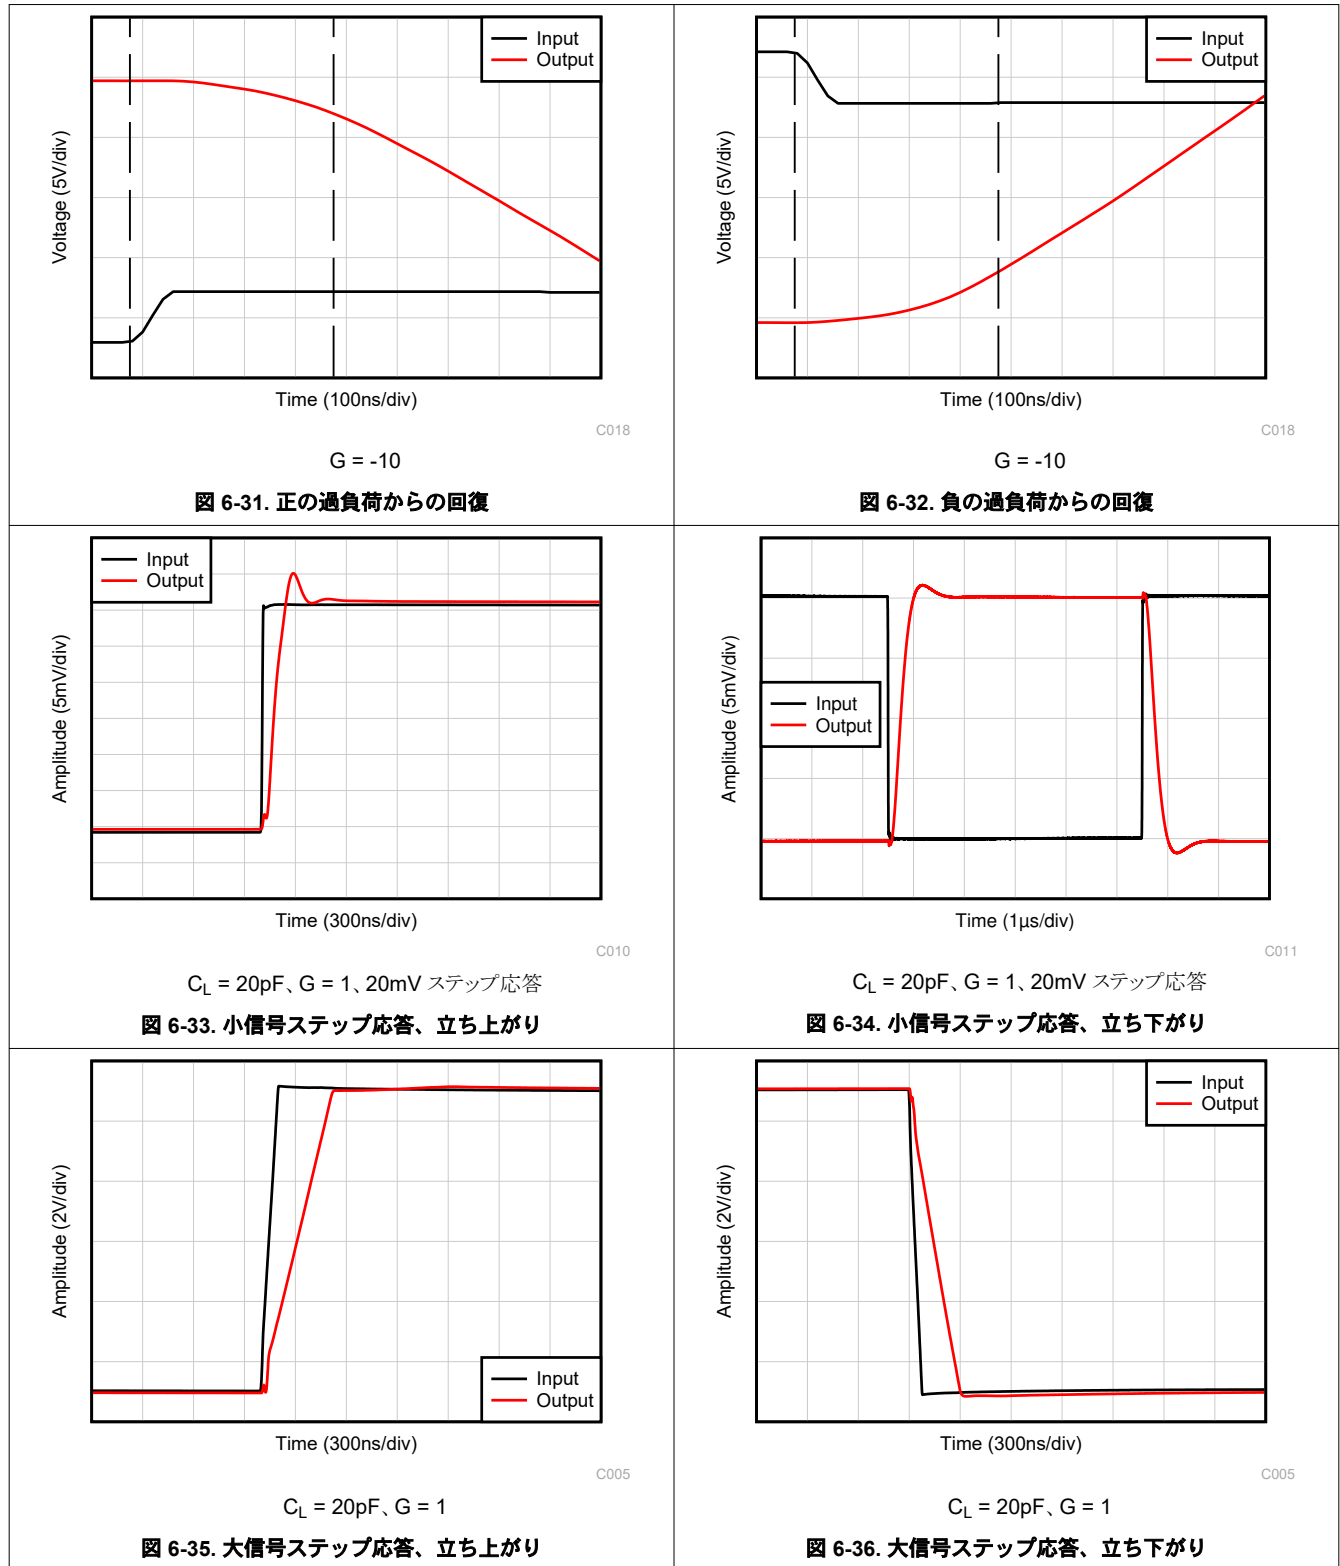 Input
Output
Voltage (5V/div)
Time (100ns/div)
C018
G = -10
図 6-31. 正の過負荷からの回復
Input
Output
Voltage (5V/div)
Time (100ns/div)
C018
G = -10
図 6-32. 負の過負荷からの回復
Input
Output
Amplitude (5mV/div)
Time (300ns/div)
C010
CL = 20pF、G = 1、20mV ステップ応答
図 6-33. 小信号ステップ応答、立ち上がり
Input
Output
Amplitude (5mV/div)
Time (1µs/div)
C011
CL = 20pF、G = 1、20mV ステップ応答
図 6-34. 小信号ステップ応答、立ち下がり
Input
Output
Amplitude (2V/div)
Time (300ns/div)
C005
CL = 20pF、G = 1
図 6-35. 大信号ステップ応答、立ち上がり
Input
Output
Amplitude (2V/div)
Time (300ns/div)
C005
CL = 20pF、G = 1
図 6-36. 大信号ステップ応答、立ち下がり